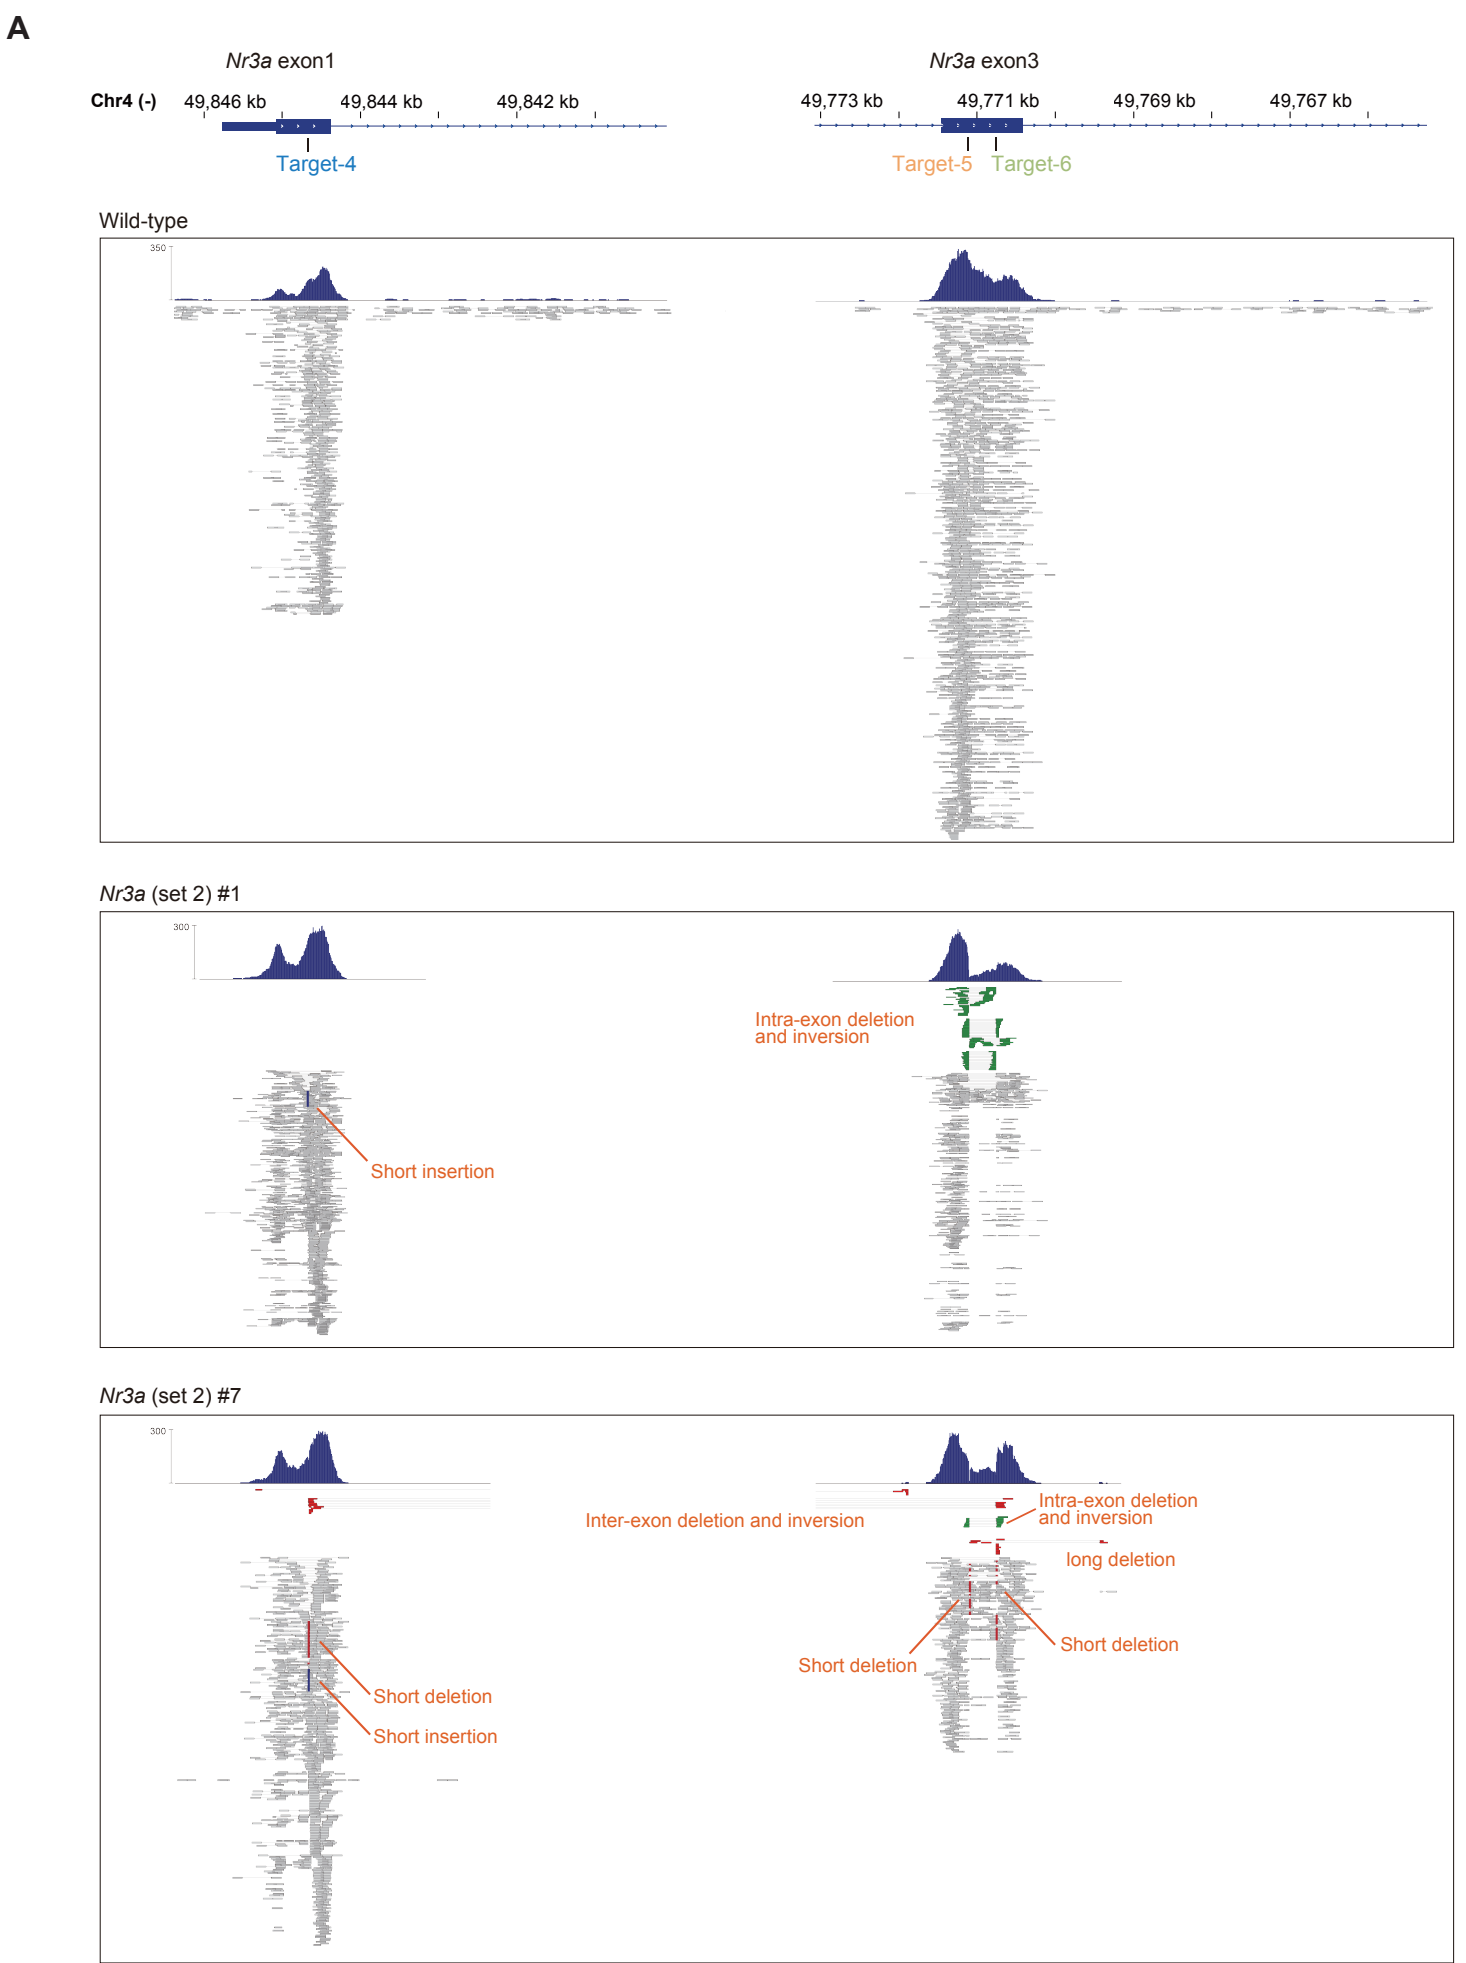 A
Nr3a exon1
Nr3a exon3
Chr4 (-)
49,846 kb
49,844 kb
49,842 kb
49,773 kb
49,771 kb
49,769 kb
49,767 kb
Target-4
Target-5
Target-6
Wild-type
350
Nr3a (set 2) #1
300
Intra-exon deletion
and inversion
Short insertion
Nr3a (set 2) #7
300
Inter-exon deletion and inversion
Intra-exon deletion
and inversion
long deletion
Short deletion
Short deletion
Short deletion
Short insertion